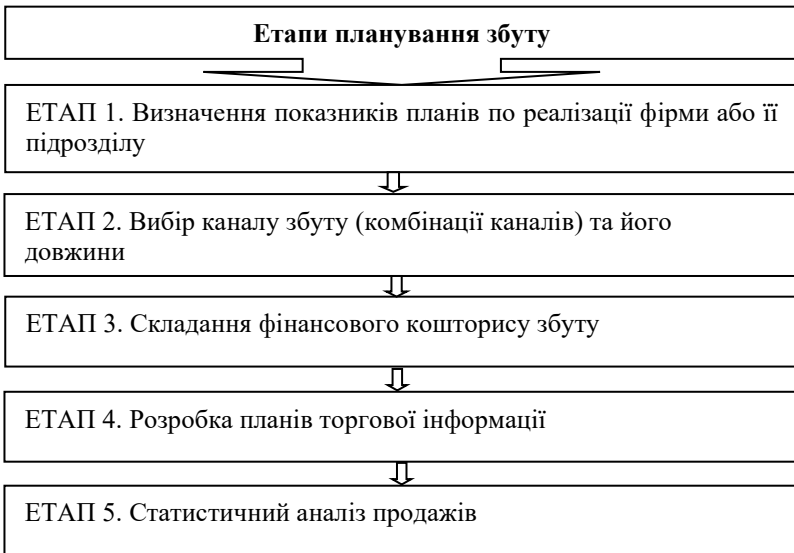 Етапи планування збуту
ЕТАП 1. Визначення показників планів по реалізації фірми або її
підрозділу
ЕТАП 2. Вибір каналу збуту (комбінації каналів) та його
довжини
ЕТАП 3. Складання фінансового кошторису збуту
ЕТАП 4. Розробка планів торгової інформації
ЕТАП 5. Статистичний аналіз продажів